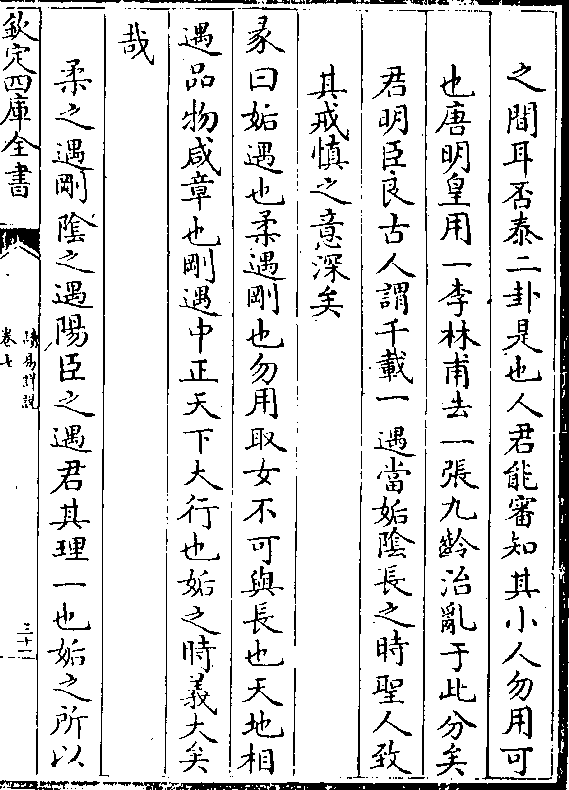 之間耳否泰二卦是也人君能審知其小人勿用可
也唐明皇用一李林甫去一張九齡治亂于此分矣
君明臣良古人謂千載一遇當姤陰長之時聖人致
其戒慎之意深矣
彖曰姤遇也柔遇剛也勿用取女不可與長也天地相
遇品物咸章也剛遇中正天下大行也姤之時義大矣
哉
柔之遇剛陰之遇陽臣之遇君其理一也姤之所以
欽定四庫全書
讀易詳說
卷七
三十一